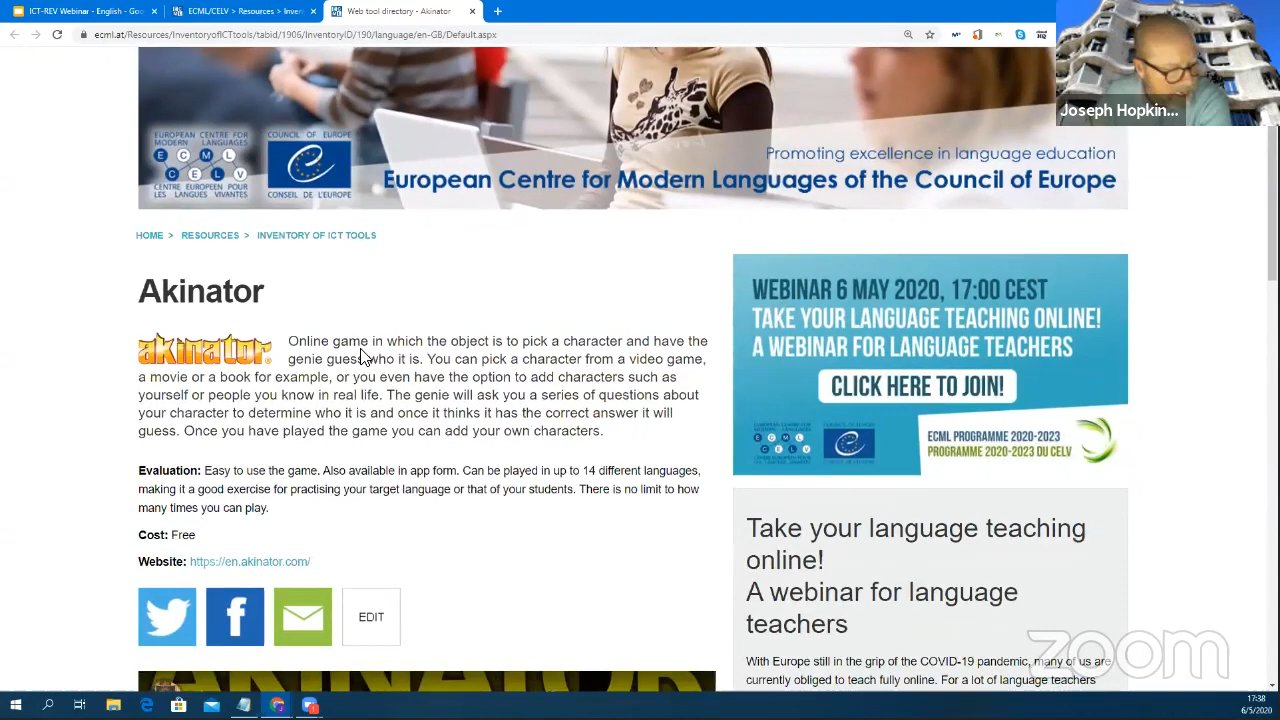 ICT-REV Webinar - English - Goo
ECML/CELV > Resources > Inven
Web tool directory - Akinator
ecml.at/Resources/InventoryofICTtools/tabid/1906/InventoryID/190/language/en-GB/Default.aspx
Joseph Hopkin...
EUROPEAN CENTRE FOR
MODERN LANGUAGES
E C M L
C E L V
CENTRE EUROPEEN POUR
LES LANGUES VIVANTES
COUNCIL OF EUROPE
CONSEIL DE L'EUROPE
Promoting excellence in language education
European Centre for Modern Languages of the Council of Europe
HOME > RESOURCES > INVENTORY OF ICT TOOLS
Akinator
akinator
Online game in which the object is to pick a character and have the
genie guess who it is. You can pick a character from a video game,
a movie or a book for example, or you even have the option to add characters such as
yourself or people you know in real life. The genie will ask you a series of questions about
your character to determine who it is and once it thinks it has the correct answer it will
guess. Once you have played the game you can add your own characters.
Evaluation: Easy to use the game. Also available in app form. Can be played in up to 14 different languages,
making it a good exercise for practising your target language or that of your students. There is no limit to how
many times you can play.
Cost: Free
Website: https://en.akinator.com/
EDIT
AKINATOR
WEBINAR 6 MAY 2020, 17:00 CEST
TAKE YOUR LANGUAGE TEACHING ONLINE!
A WEBINAR FOR LANGUAGE TEACHERS
CLICK HERE TO JOIN!
ECML PROGRAMME 2020-2023
PROGRAMME 2020-2023 DU CELV
Take your language teaching
online!
A webinar for language
teachers
With Europe still in the grip of the COVID-19 pandemic, many of us are
currently obliged to teach fully online. For a lot of language teachers
zoom
17:38
6/5/2020